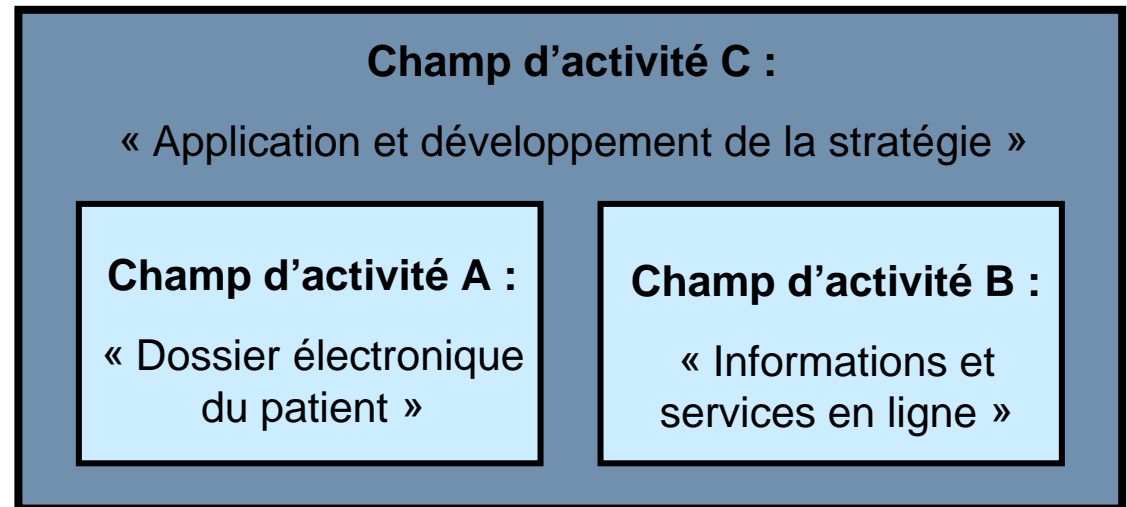 Champ d’activité C :
« Application et développement de la stratégie »
Champ d’activité A :
« Dossier électronique
du patient »
Champ d’activité B :
« Informations et
services en ligne »